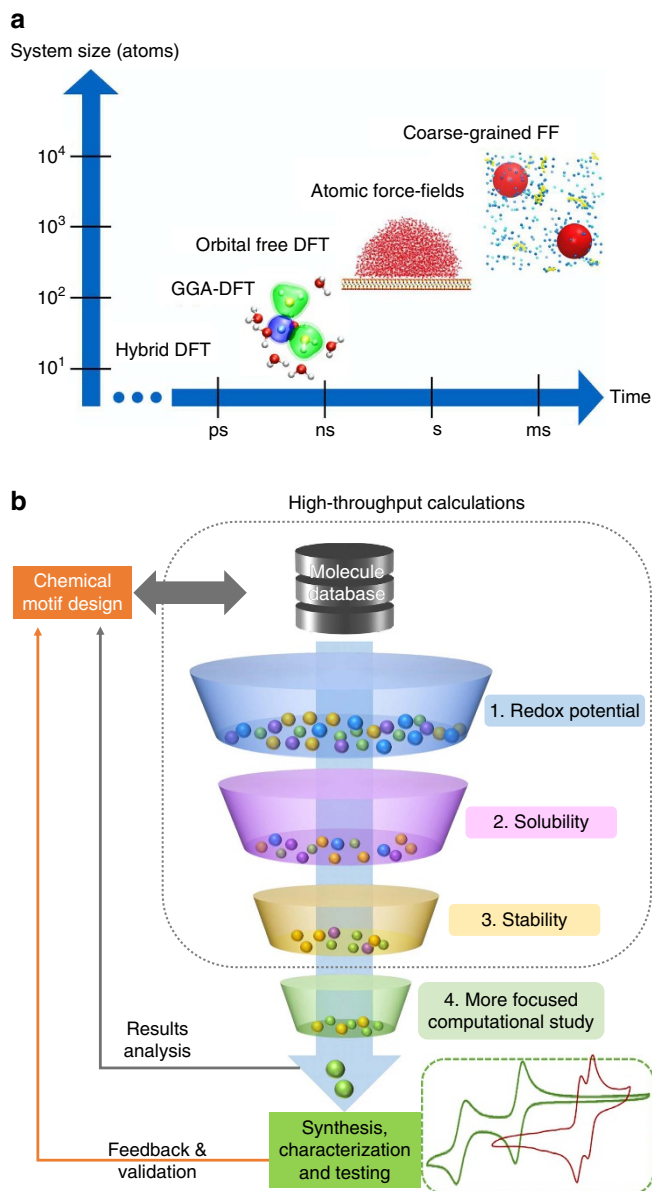 a
System size (atoms)
10⁴
10³
10²
10¹
Coarse-grained FF
Atomic force-fields
Orbital free DFT
GGA-DFT
Hybrid DFT
Time
ps
ns
s
ms
b
High-throughput calculations
Chemical
motif design
Molecule
database
1. Redox potential
2. Solubility
3. Stability
4. More focused
computational study
Results
analysis
Synthesis,
characterization
and testing
Feedback &
validation